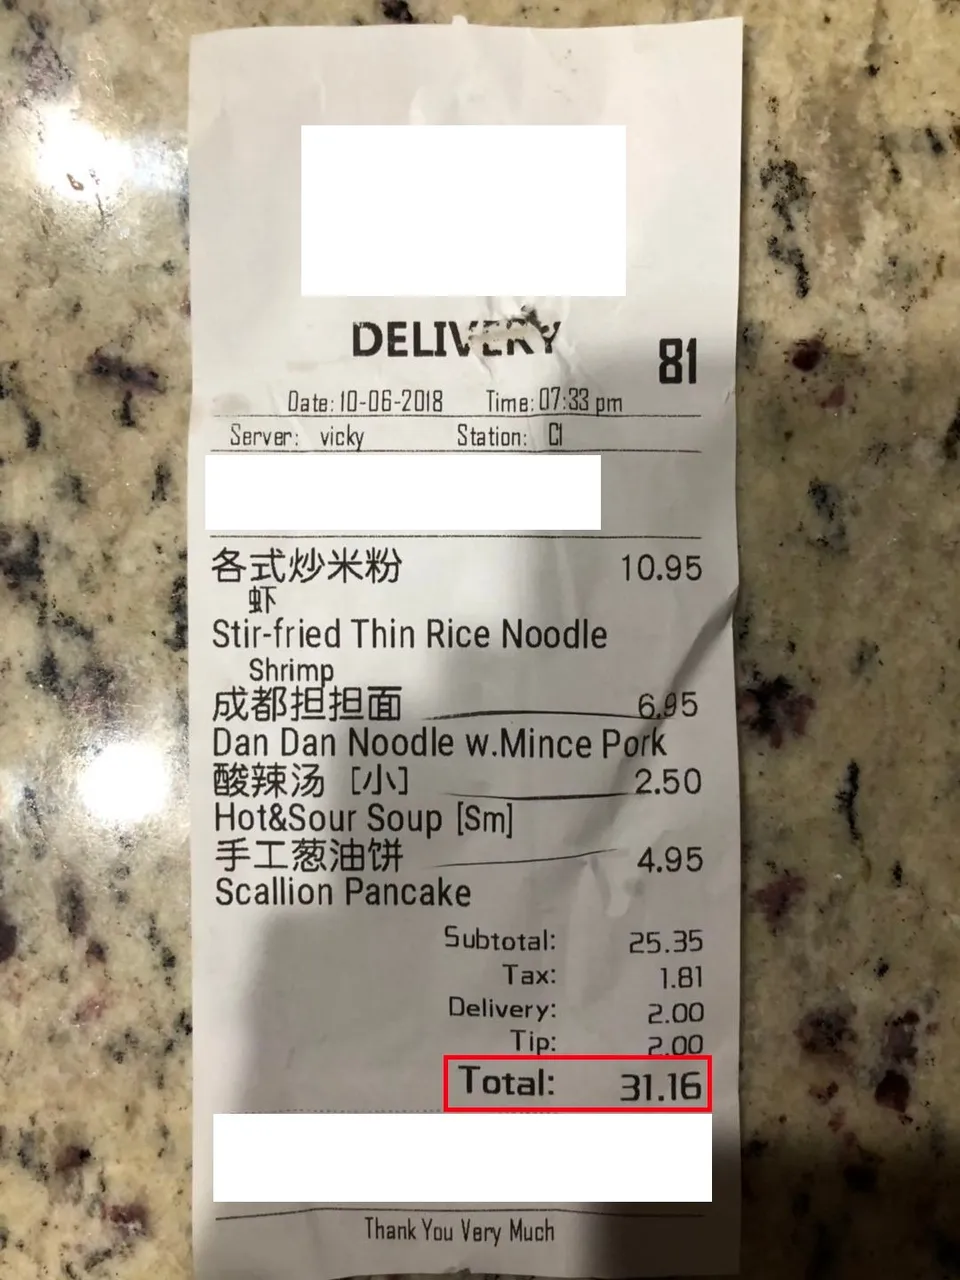 DELIVERY
81
Date: 10-06-2018 Time: 07:33 pm
Server: vicky Station: C1
各式炒米粉 10.95
虾
Stir-fried Thin Rice Noodle
Shrimp
成都担担面 6.95
Dan Dan Noodle w.Mince Pork
酸辣汤 [小] 2.50
Hot&Sour Soup [Sm]
手工葱油饼 4.95
Scallion Pancake
Subtotal: 25.35
Tax: 1.81
Delivery: 2.00
Tip: 2.00
Total: 31.16
Thank You Very Much